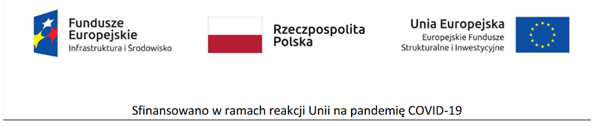 Fundusze
Europejskie
Infrastruktura i Środowisko
Rzeczpospolita
Polska
Unia Europejska
Europejskie Fundusze
Strukturalne i Inwestycyjne
Sfinansowano w ramach reakcji Unii na pandemię COVID-19